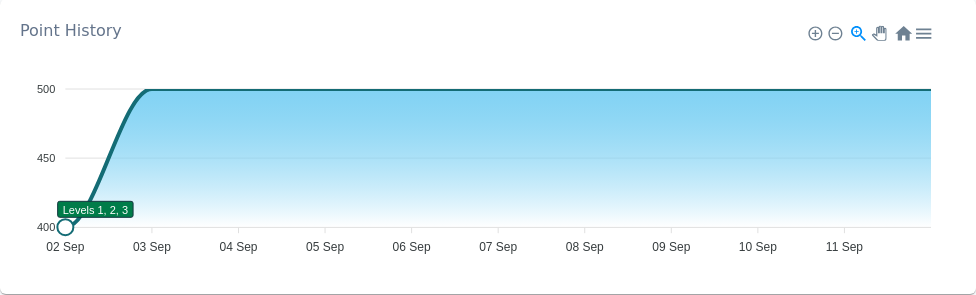 Point History
500
450
Levels 1, 2, 3
400
02 Sep 03 Sep 04 Sep 05 Sep 06 Sep 07 Sep 08 Sep 09 Sep 10 Sep 11 Sep